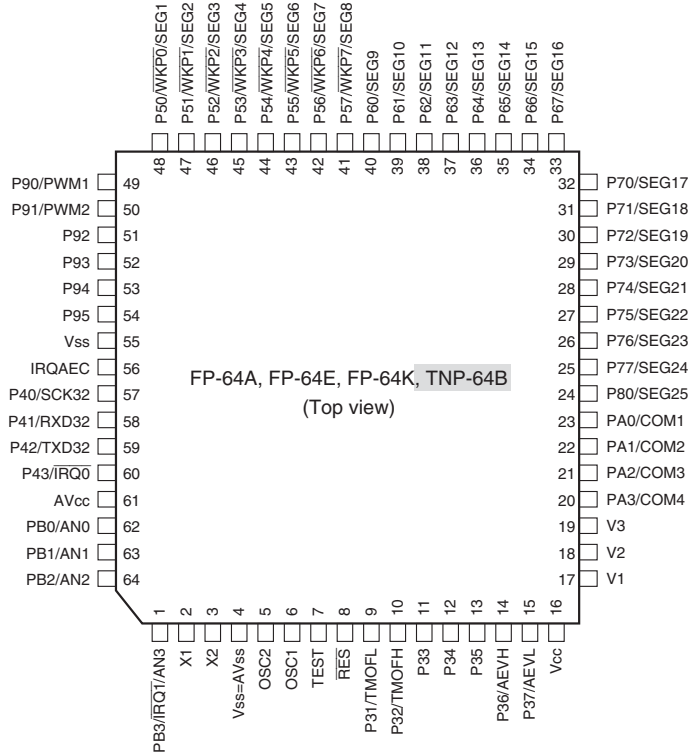 P50/WKP0/SEG1
P51/WKP1/SEG2
P52/WKP2/SEG3
P53/WKP3/SEG4
P54/WKP4/SEG5
P55/WKP5/SEG6
P56/WKP6/SEG7
P57/WKP7/SEG8
P60/SEG9
P61/SEG10
P62/SEG11
P63/SEG12
P64/SEG13
P65/SEG14
P66/SEG15
P67/SEG16
48
47
46
45
44
43
42
41
40
39
38
37
36
35
34
33
P90/PWM1 49
P91/PWM2 50
P92 51
P93 52
P94 53
P95 54
Vss 55
IRQAEC 56
P40/SCK32 57
P41/RXD32 58
P42/TXD32 59
P43/IRQ0 60
AVcc 61
PB0/AN0 62
PB1/AN1 63
PB2/AN2 64
FP-64A, FP-64E, FP-64K, TNP-64B
(Top view)
32 P70/SEG17
31 P71/SEG18
30 P72/SEG19
29 P73/SEG20
28 P74/SEG21
27 P75/SEG22
26 P76/SEG23
25 P77/SEG24
24 P80/SEG25
23 PA0/COM1
22 PA1/COM2
21 PA2/COM3
20 PA3/COM4
19 V3
18 V2
17 V1
1
2
3
4
5
6
7
8
9
10
11
12
13
14
15
16
PB3/IRQ1/AN3
X1
X2
Vss=AVss
OSC2
OSC1
TEST
RES
P31/TMOFL
P32/TMOFH
P33
P34
P35
P36/AEVH
P37/AEVL
Vcc